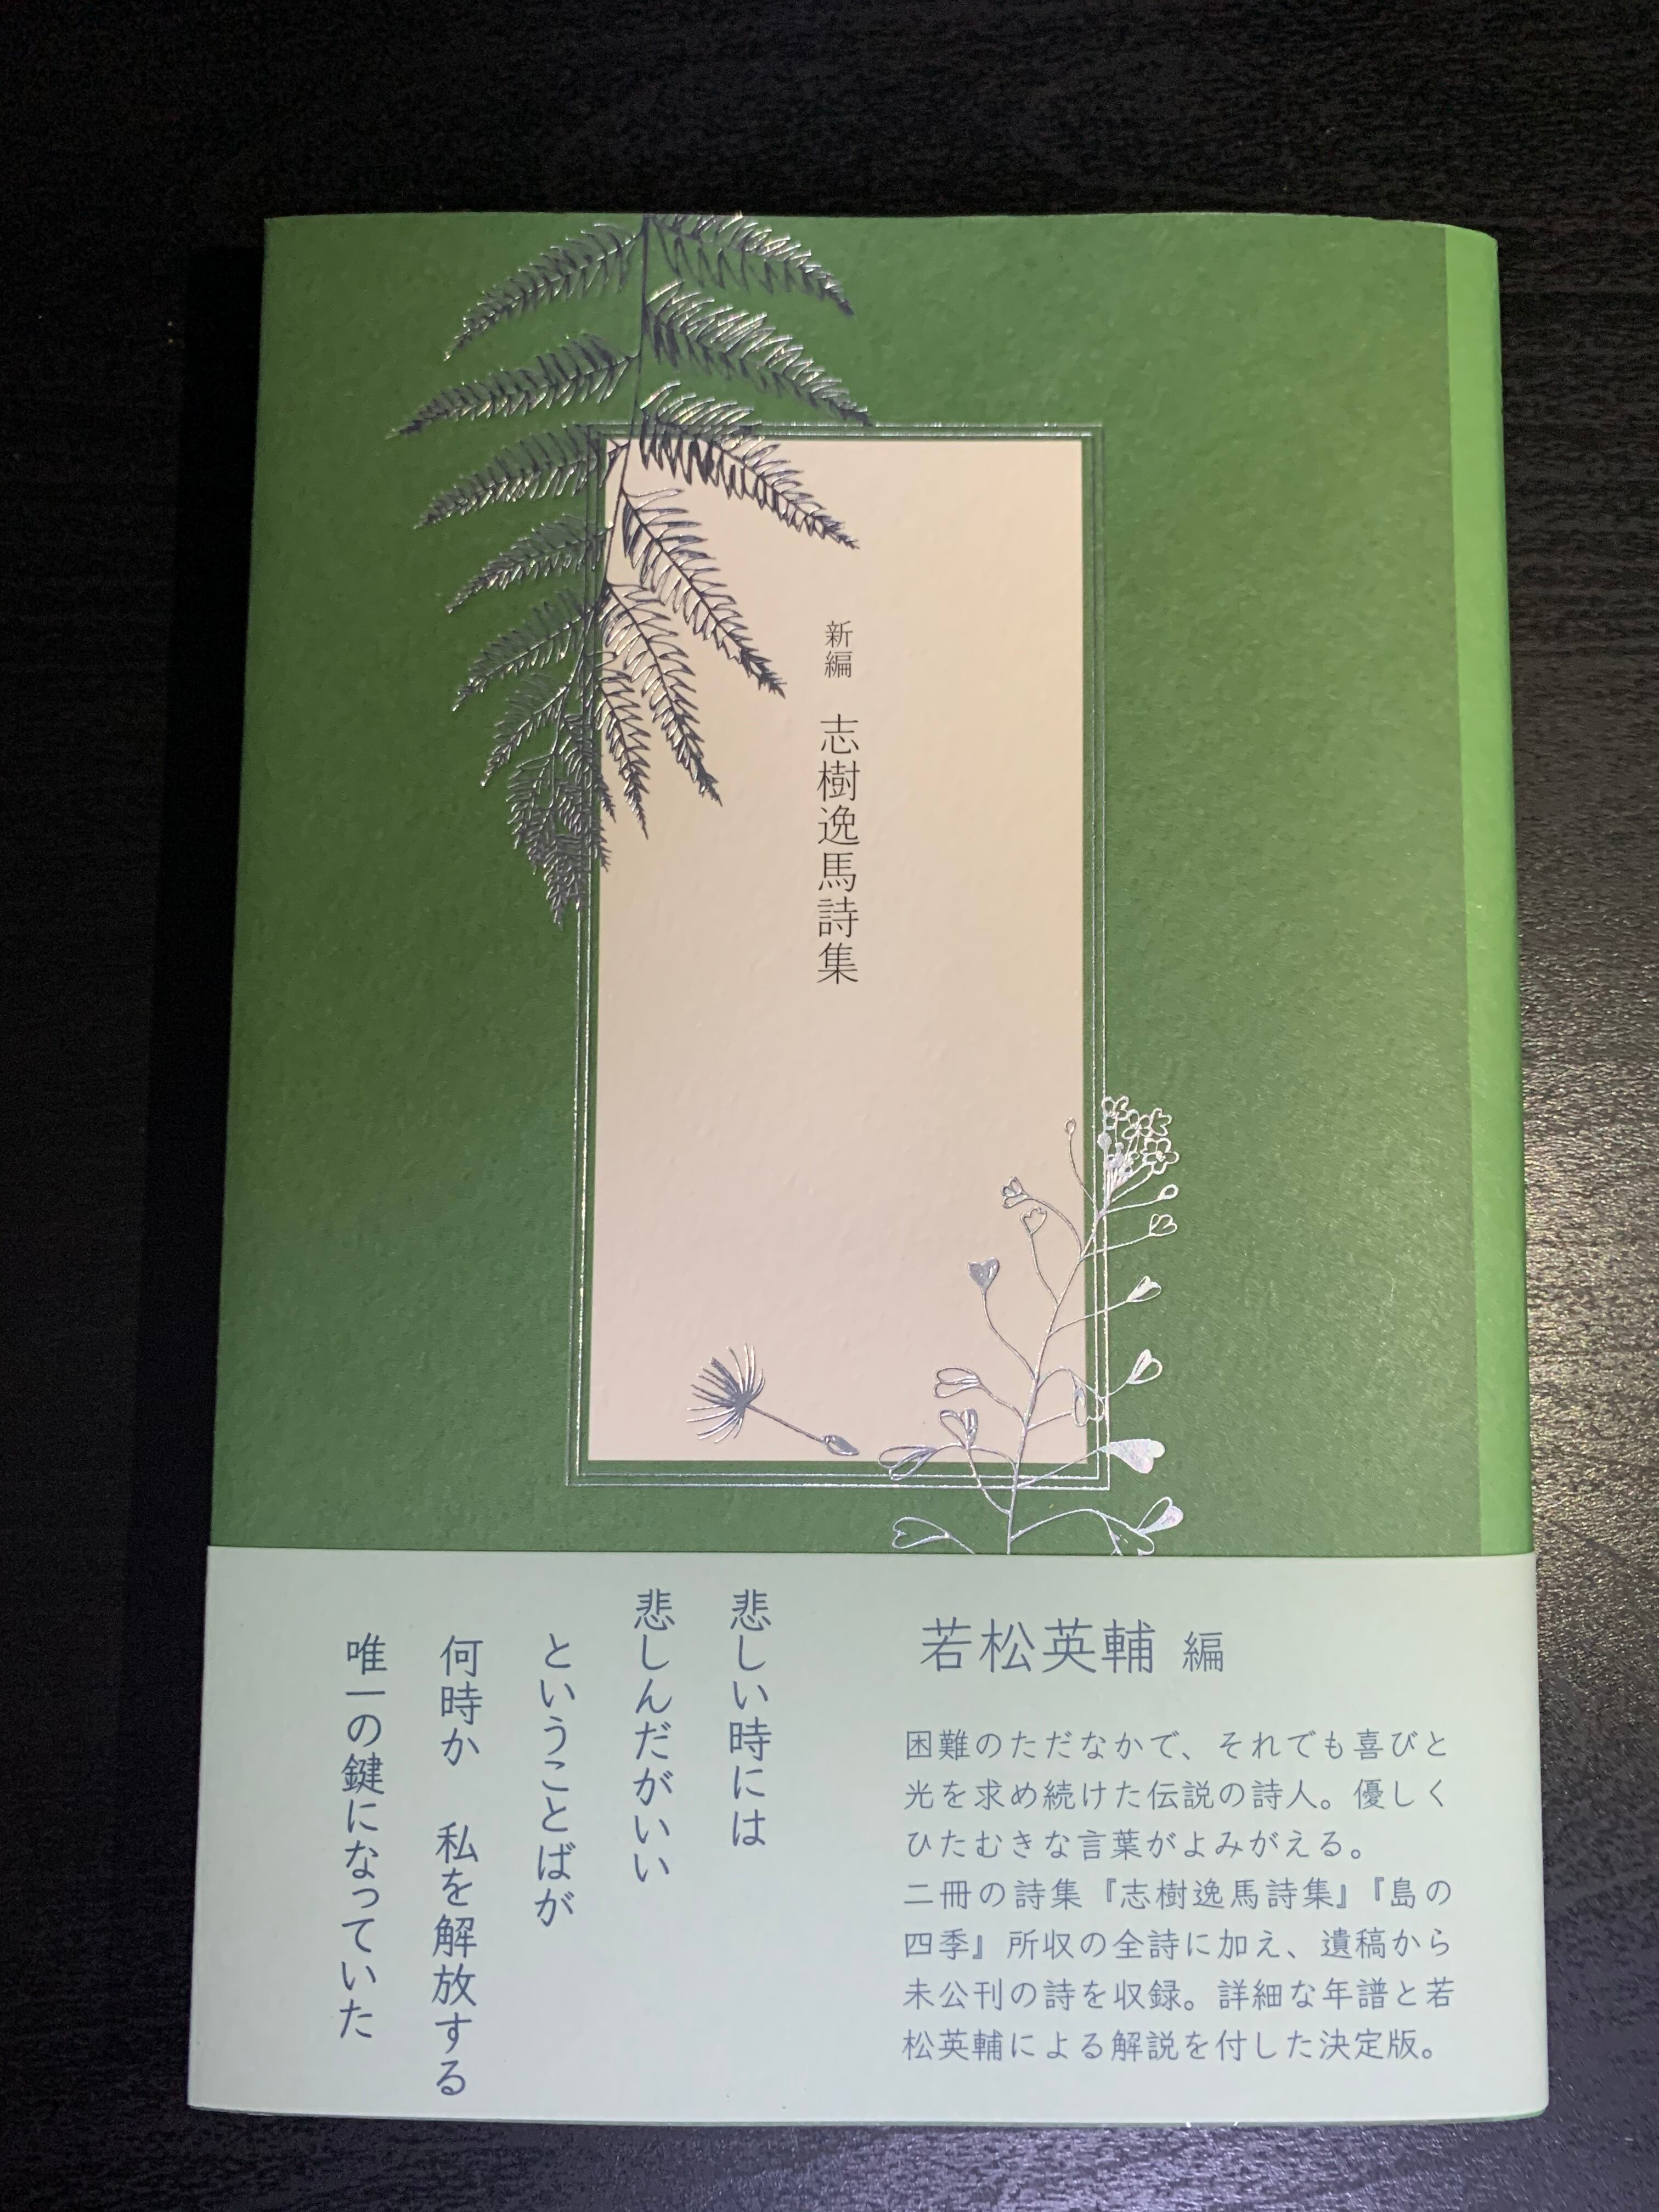 新編　志樹逸馬詩集
若松英輔 編
困難のただなかで、それでも喜びと
光を求め続けた伝説の詩人。優しく
ひたむきな言葉がよみがえる。
二冊の詩集『志樹逸馬詩集』『島の
四季』所収の全詩に加え、遺稿から
未公刊の詩を収録。詳細な年譜と若
松英輔による解説を付した決定版。
悲しい時には
悲しんだがいい
ということばが
何時か　私を解放する
唯一の鍵になっていた